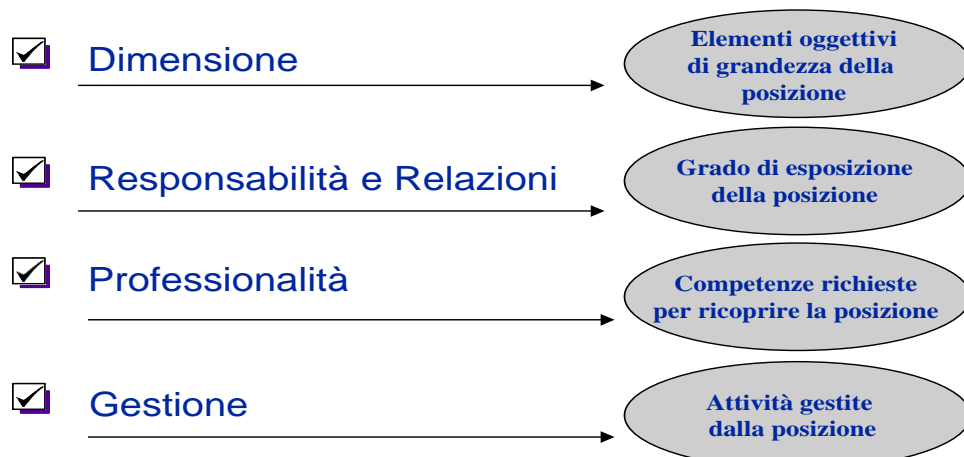 Dimensione
Elementi oggettivi
di grandezza della
posizione
Responsabilità e Relazioni
Grado di esposizione
della posizione
Professionalità
Competenze richieste
per ricoprire la posizione
Gestione
Attività gestite
dalla posizione